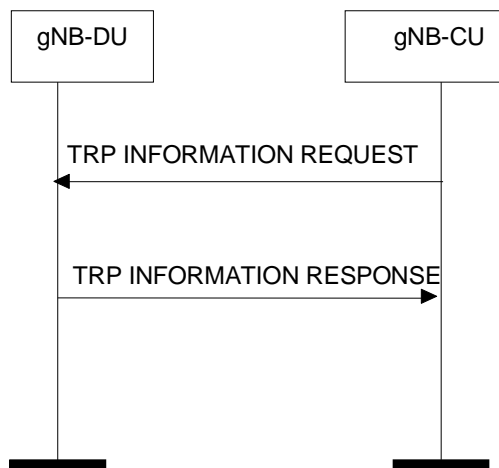 gNB-DU
gNB-CU
TRP INFORMATION REQUEST
TRP INFORMATION RESPONSE